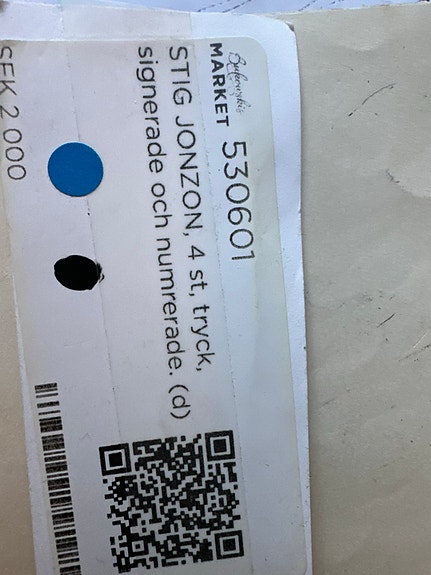 Bukowskis
MARKET 530601
STIG JONZON, 4 st, tryck,
signerade och numrerade. (d)
SEK 2 000